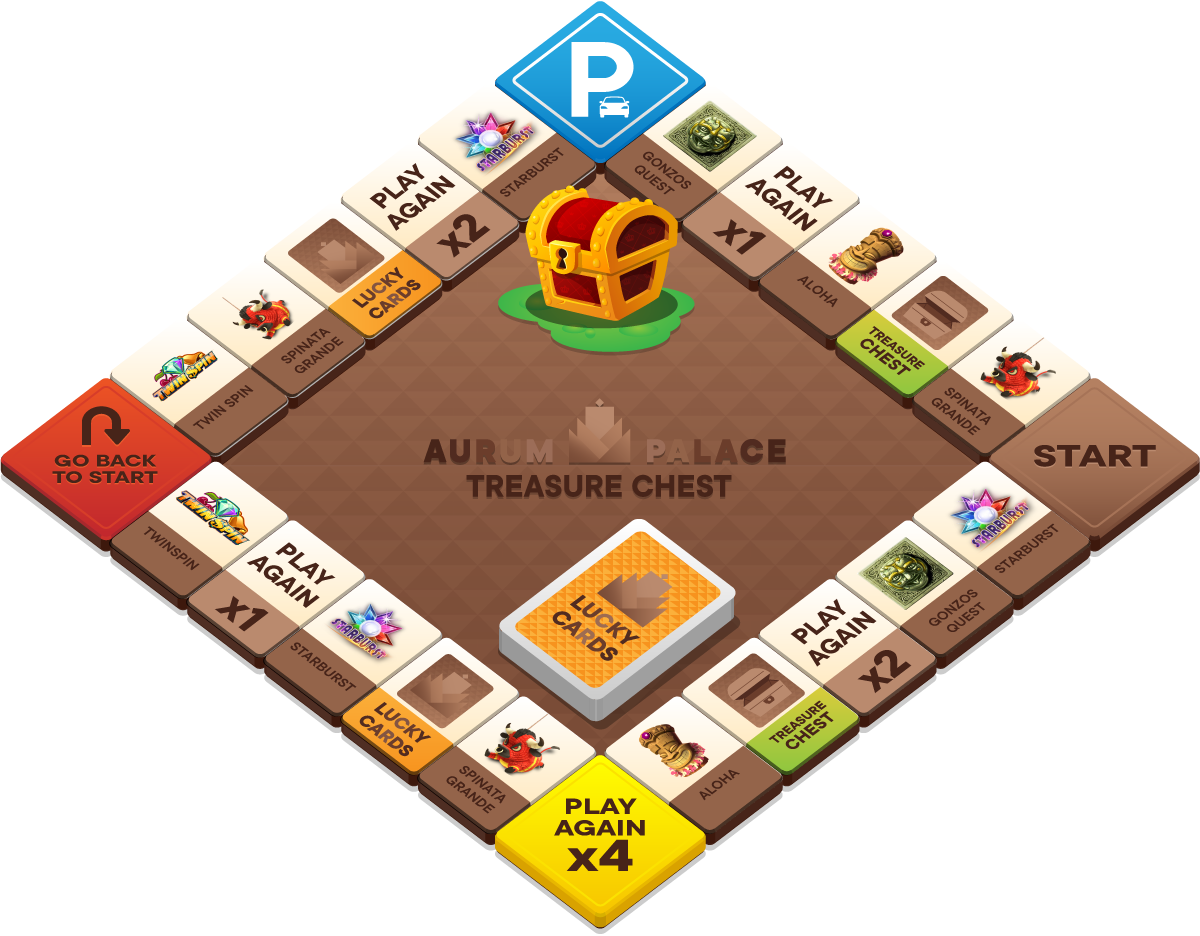 P
STARBURST
STARBURST
GONZOS
QUEST
PLAY
AGAIN
x2
PLAY
AGAIN
x1
LUCKY
CARDS
ALOHA
SPINATA
GRANDE
TREASURE
CHEST
TWIN SPIN
TWIN SPIN
SPINATA
GRANDE
GO BACK
TO START
START
AURUM PALACE
TREASURE CHEST
TWIN SPIN
TWINSPIN
STARBURST
STARBURST
PLAY
AGAIN
x1
GONZOS
QUEST
STARBURST
STARBURST
PLAY
AGAIN
x2
LUCKY
CARDS
LUCKY
CARDS
TREASURE
CHEST
SPINATA
GRANDE
ALOHA
PLAY
AGAIN
x4